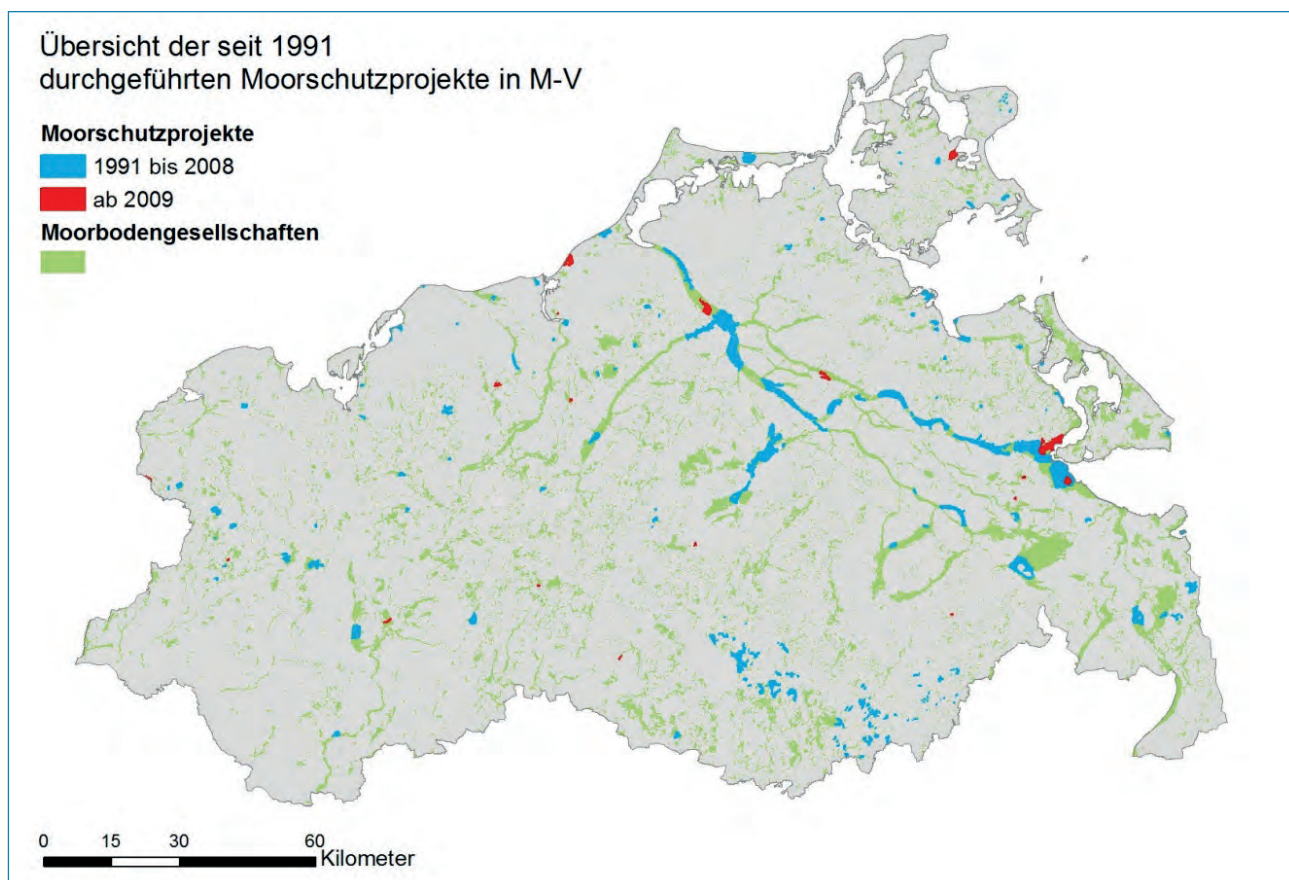 Übersicht der seit 1991
durchgeführten Moorschutzprojekte in M-V
Moorschutzprojekte
1991 bis 2008
ab 2009
Moorbodengesellschaften
0 15 30 60
Kilometer